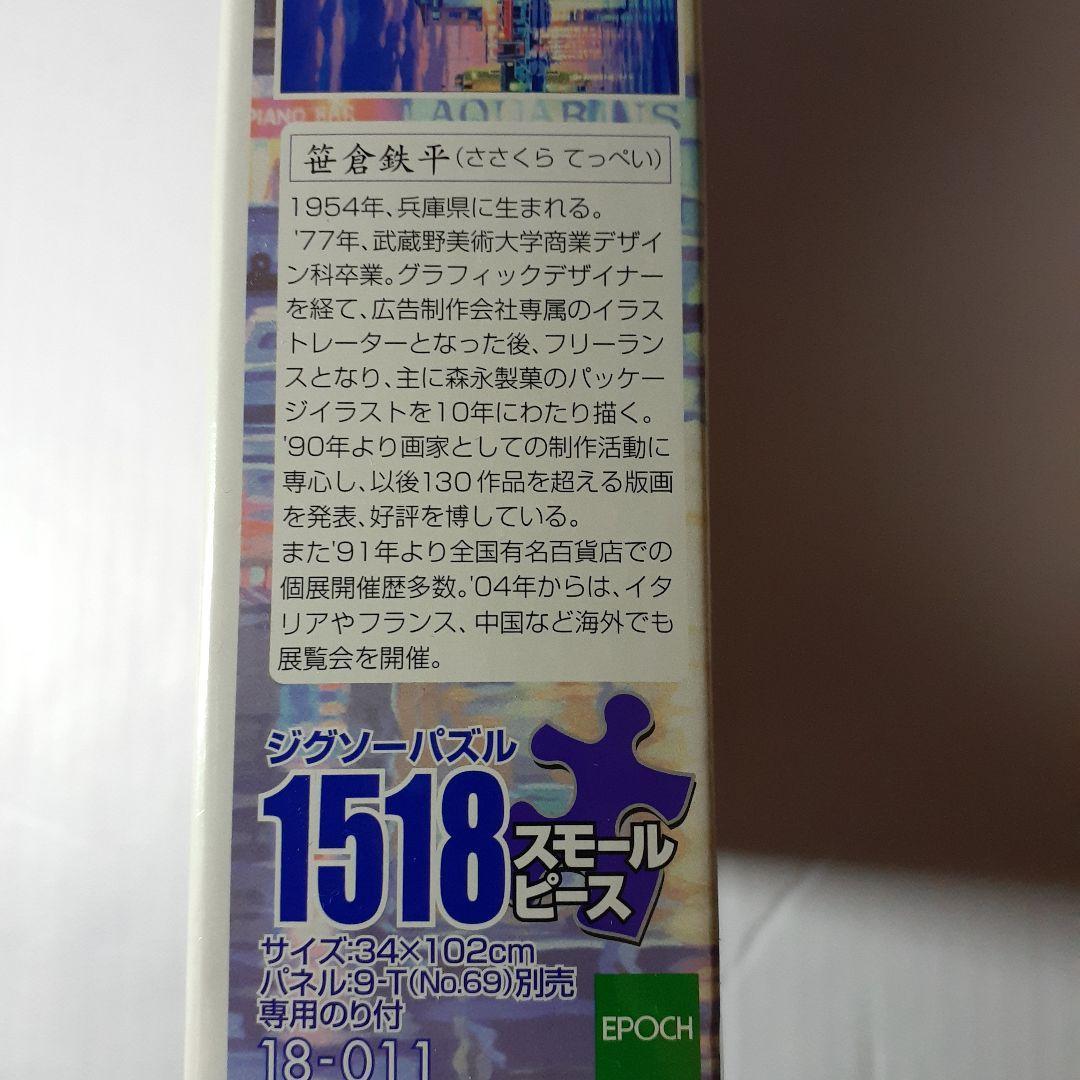 PIANO BAR
AQUARIUS
笹倉鉄平(ささくら てっぺい)
1954年、兵庫県に生まれる。
'77年、武蔵野美術大学商業デザイ
ン科卒業。グラフィックデザイナー
を経て、広告制作会社専属のイラス
トレーターとなった後、フリーラン
スとなり、主に森永製菓のパッケー
ジイラストを10年にわたり描く。
'90年より画家としての制作活動に
専心し、以後130作品を超える版画
を発表、好評を博している。
また'91年より全国有名百貨店での
個展開催歴多数。'04年からは、イタ
リアやフランス、中国など海外でも
展覧会を開催。
ジグソーパズル
1518
スモール
ピース
サイズ:34×102cm
パネル:9-T(No.69)別売
専用のり付
EPOCH
18-011